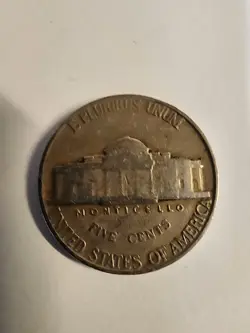 E PLURIBUS UNUM
MONTICELLO
FIVE CENTS
UNITED STATES OF AMERICA